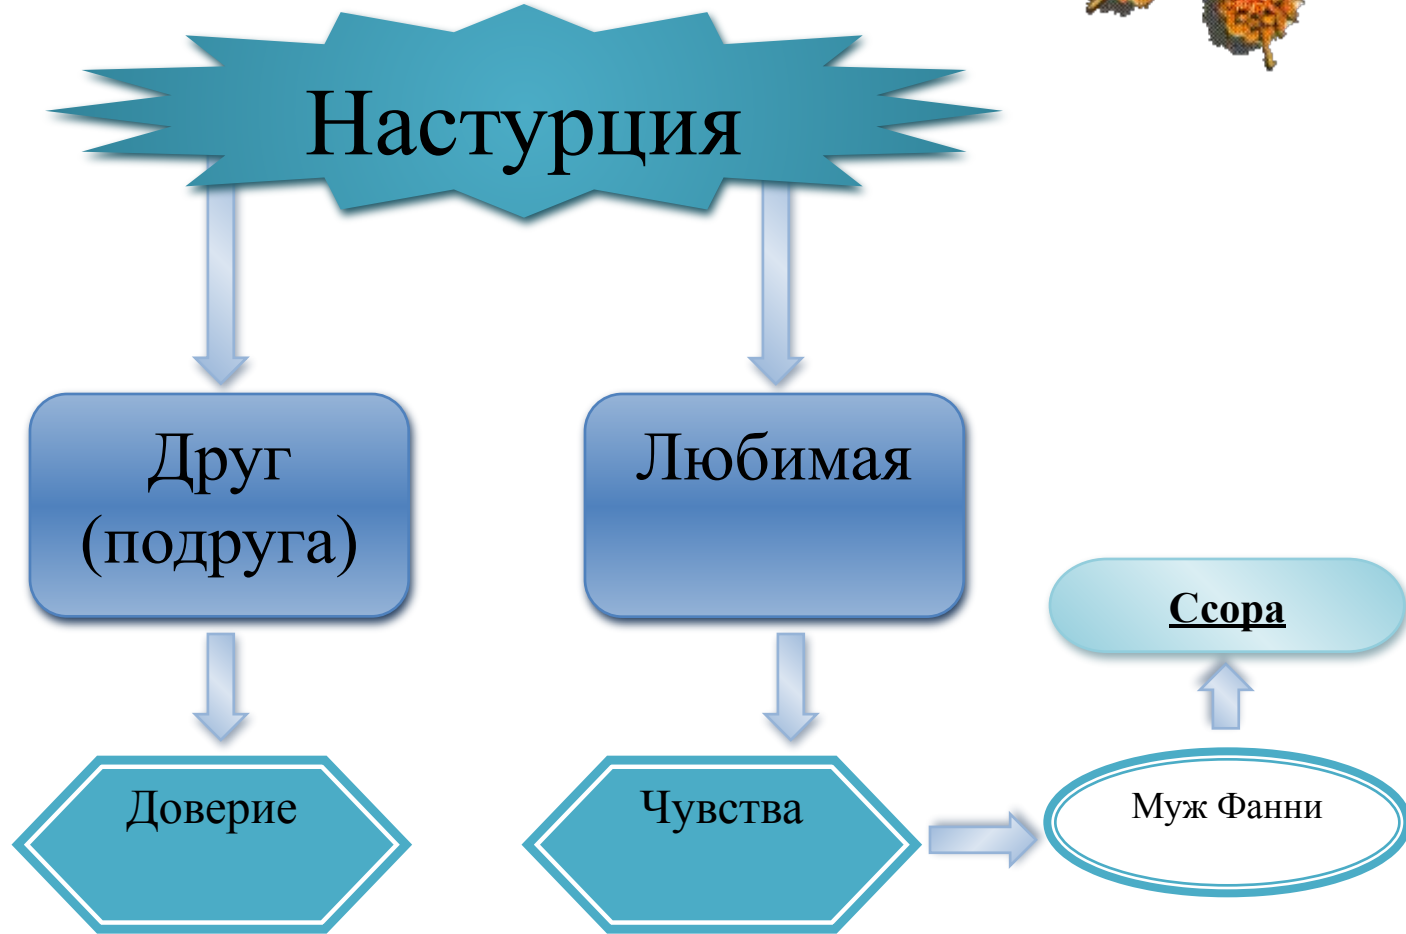 Настурция
Друг
(подруга)
Любимая
Ссора
Доверие
Чувства
Муж Фанни